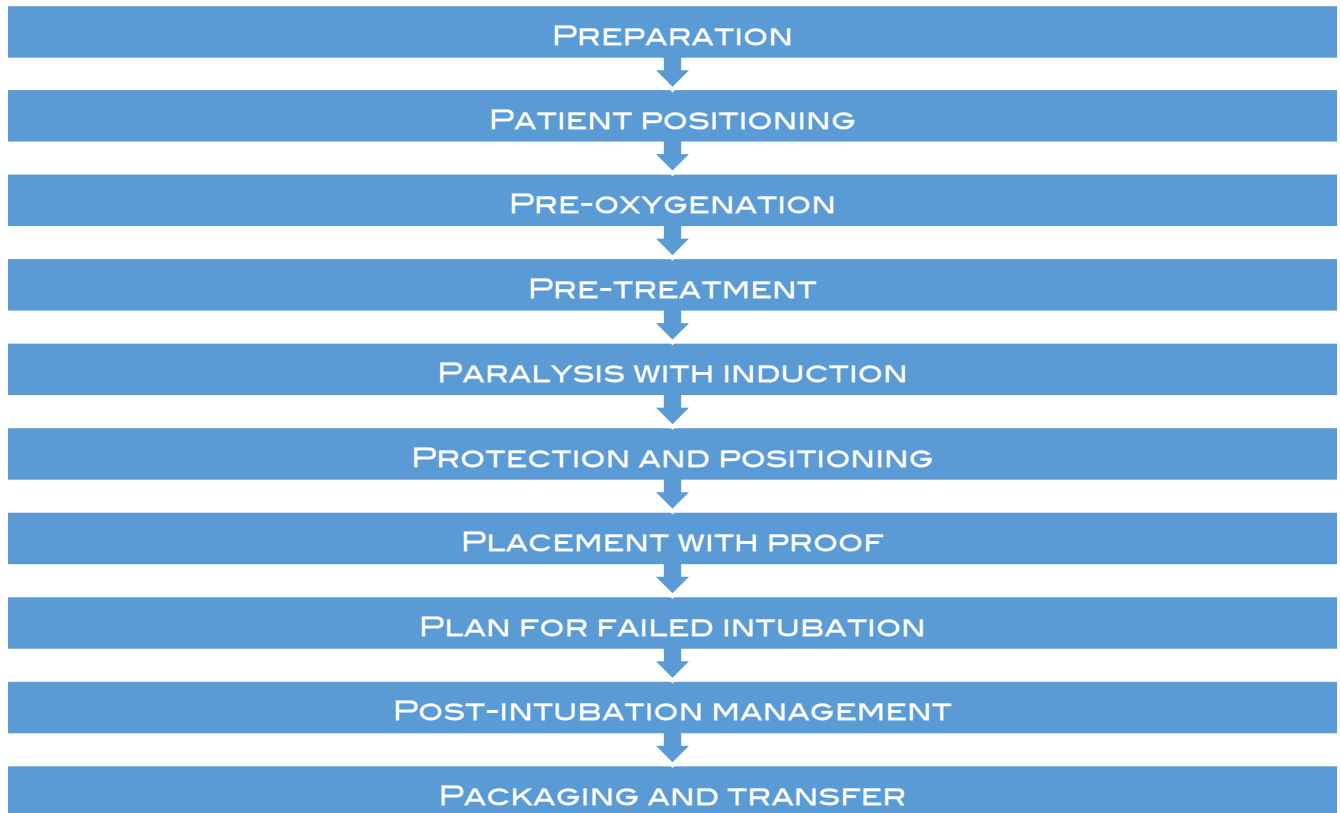 Preparation
Patient positioning
Pre-oxygenation
Pre-treatment
Paralysis with induction
Protection and positioning
Placement with proof
Plan for failed intubation
Post-intubation management
Packaging and transfer